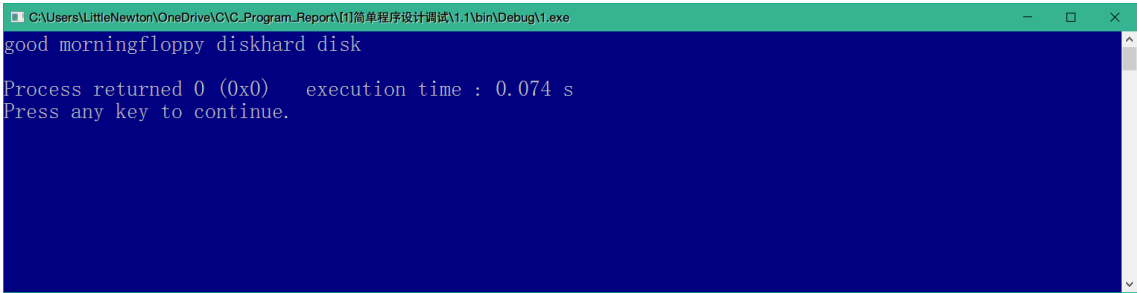 C:\Users\LittleNewton\OneDrive\C\C_Program_Report\[1]简单程序设计调试\1.1\bin\Debug\1.exe
good morningfloppy diskhard disk
Process returned 0 (0x0)   execution time : 0.074 s
Press any key to continue.